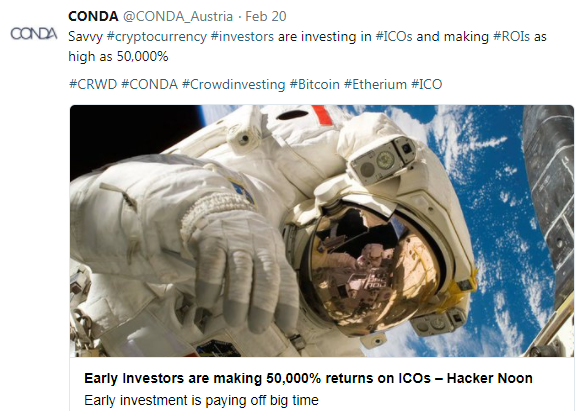 CONDA @CONDA_Austria · Feb 20
CONDA
Savvy #cryptocurrency #investors are investing in #ICOs and making #ROIs as
high as 50,000%
#CRWD #CONDA #Crowdinvesting #Bitcoin #Etherium #ICO
Early Investors are making 50,000% returns on ICOs – Hacker Noon
Early investment is paying off big time